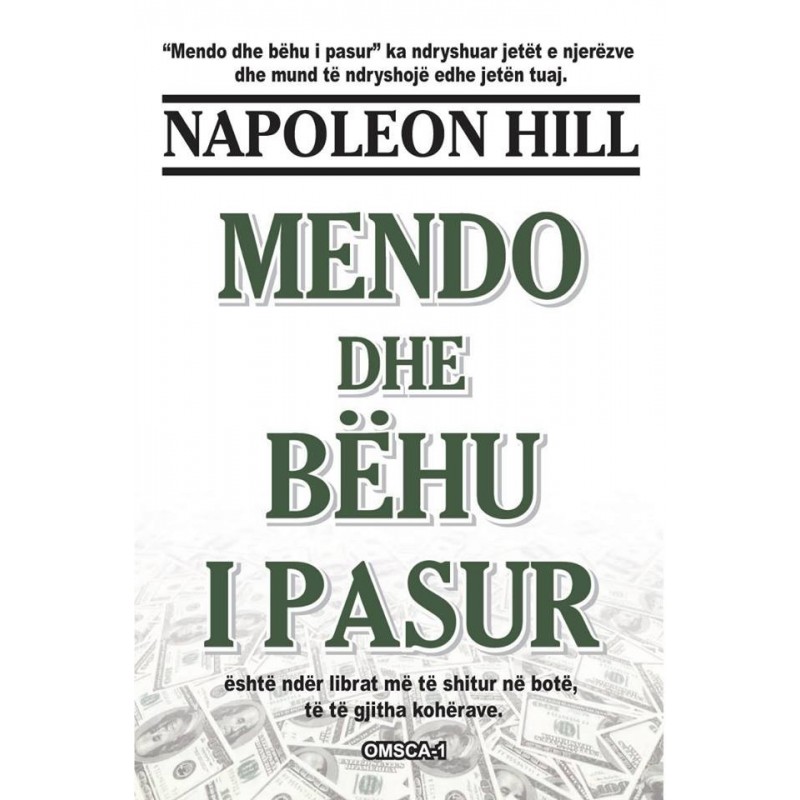 “Mendo dhe bëhu i pasur” ka ndryshuar jetët e njerëzve
dhe mund të ndryshojë edhe jetën tuaj.
NAPOLEON HILL
MENDO
DHE
BËHU
I PASUR
është ndër librat më të shitur në botë,
të të gjitha kohërave.
OMSCA-1